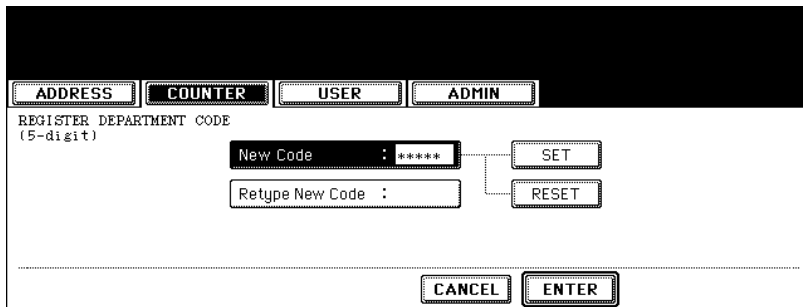 ADDRESS COUNTER USER ADMIN
REGISTER DEPARTMENT CODE
(5-digit)
New Code : ***** SET
Retype New Code : RESET
CANCEL ENTER